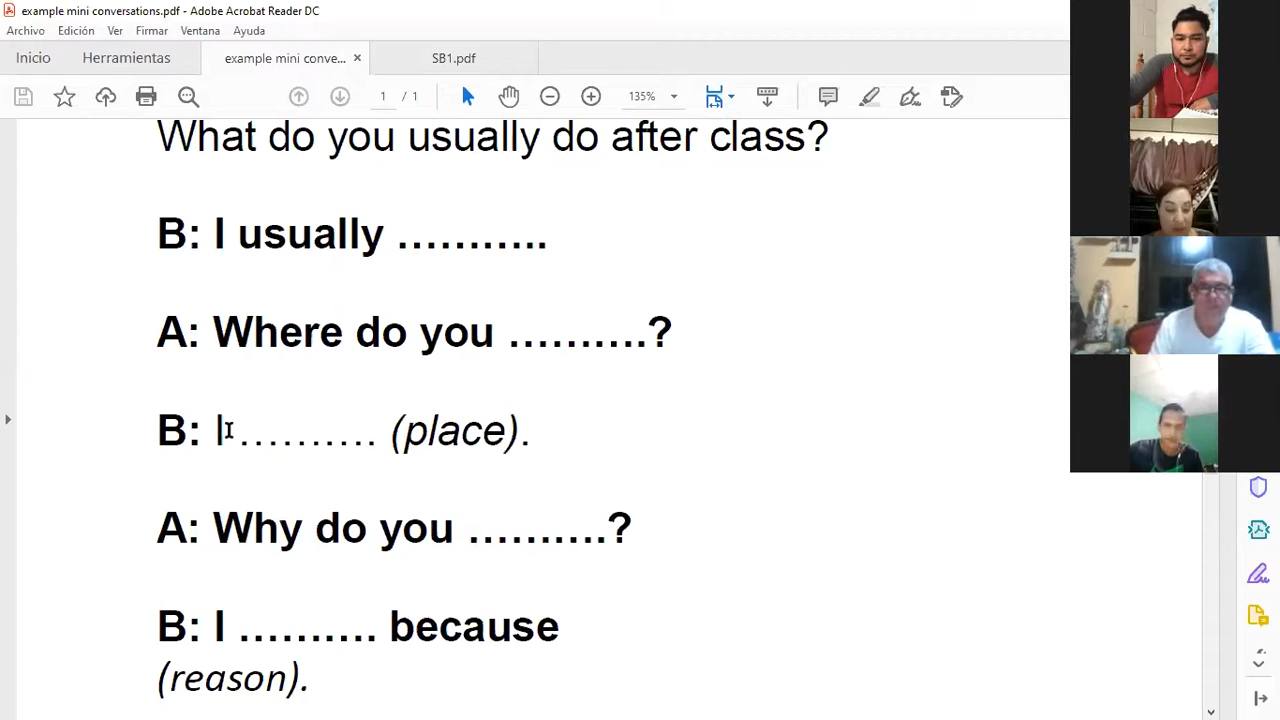 example mini conversations.pdf - Adobe Acrobat Reader DC
Archivo Edición Ver Firmar Ventana Ayuda
Inicio Herramientas example mini conve... × SB1.pdf
1 / 1 135%
What do you usually do after class?
B: I usually ………..
A: Where do you ……….?
B: I ………. (place).
A: Why do you ……….?
B: I ………. because
(reason).